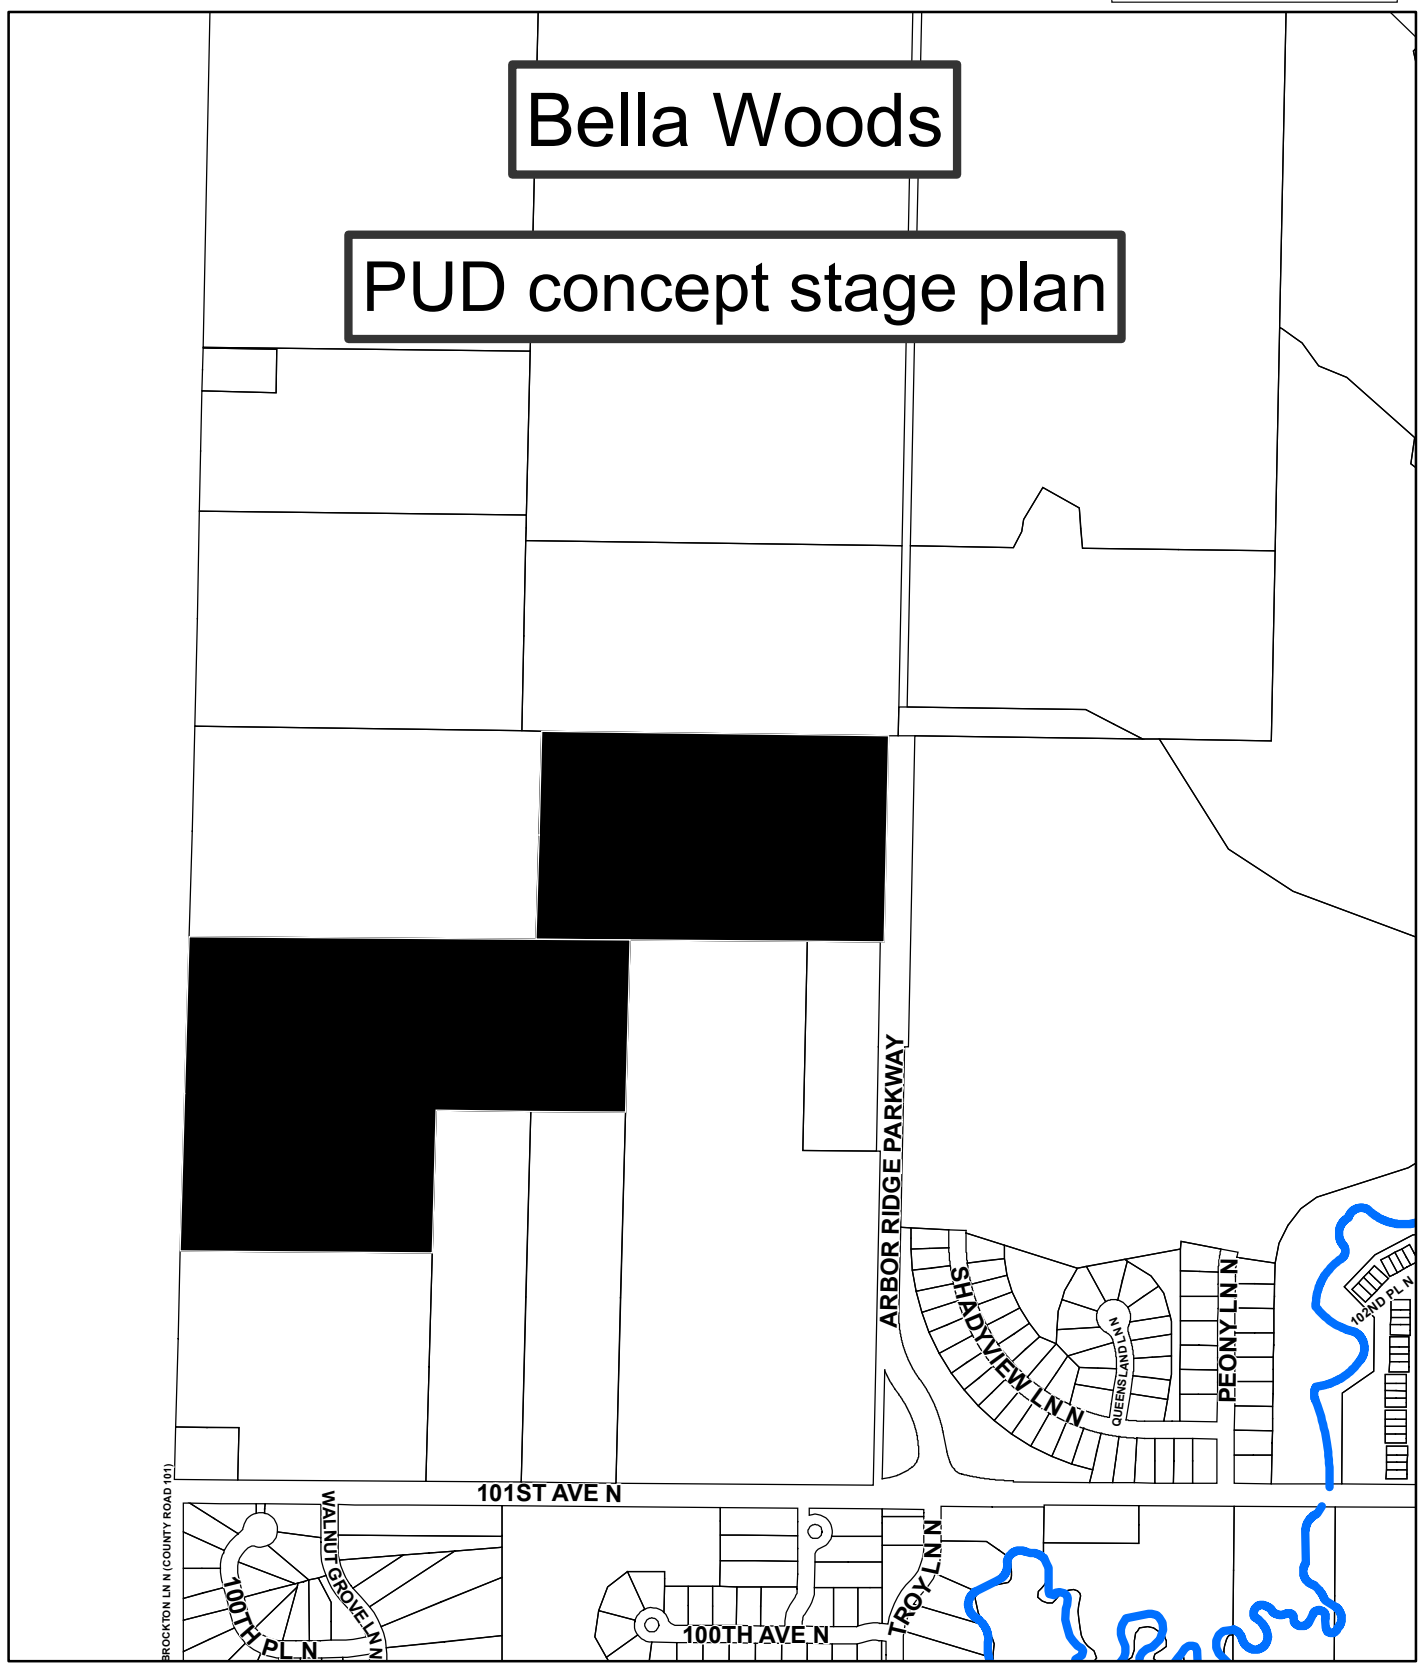 Bella Woods
PUD concept stage plan
ARBOR RIDGE PARKWAY
SHADYVIEW LN N
QUEENSLAND LN N
PEONY LN N
102ND PL N
BROCKTON LN N (COUNTY ROAD 101)
101ST AVE N
WALNUT GROVE LN N
100TH PL N
100TH AVE N
TROY LN N